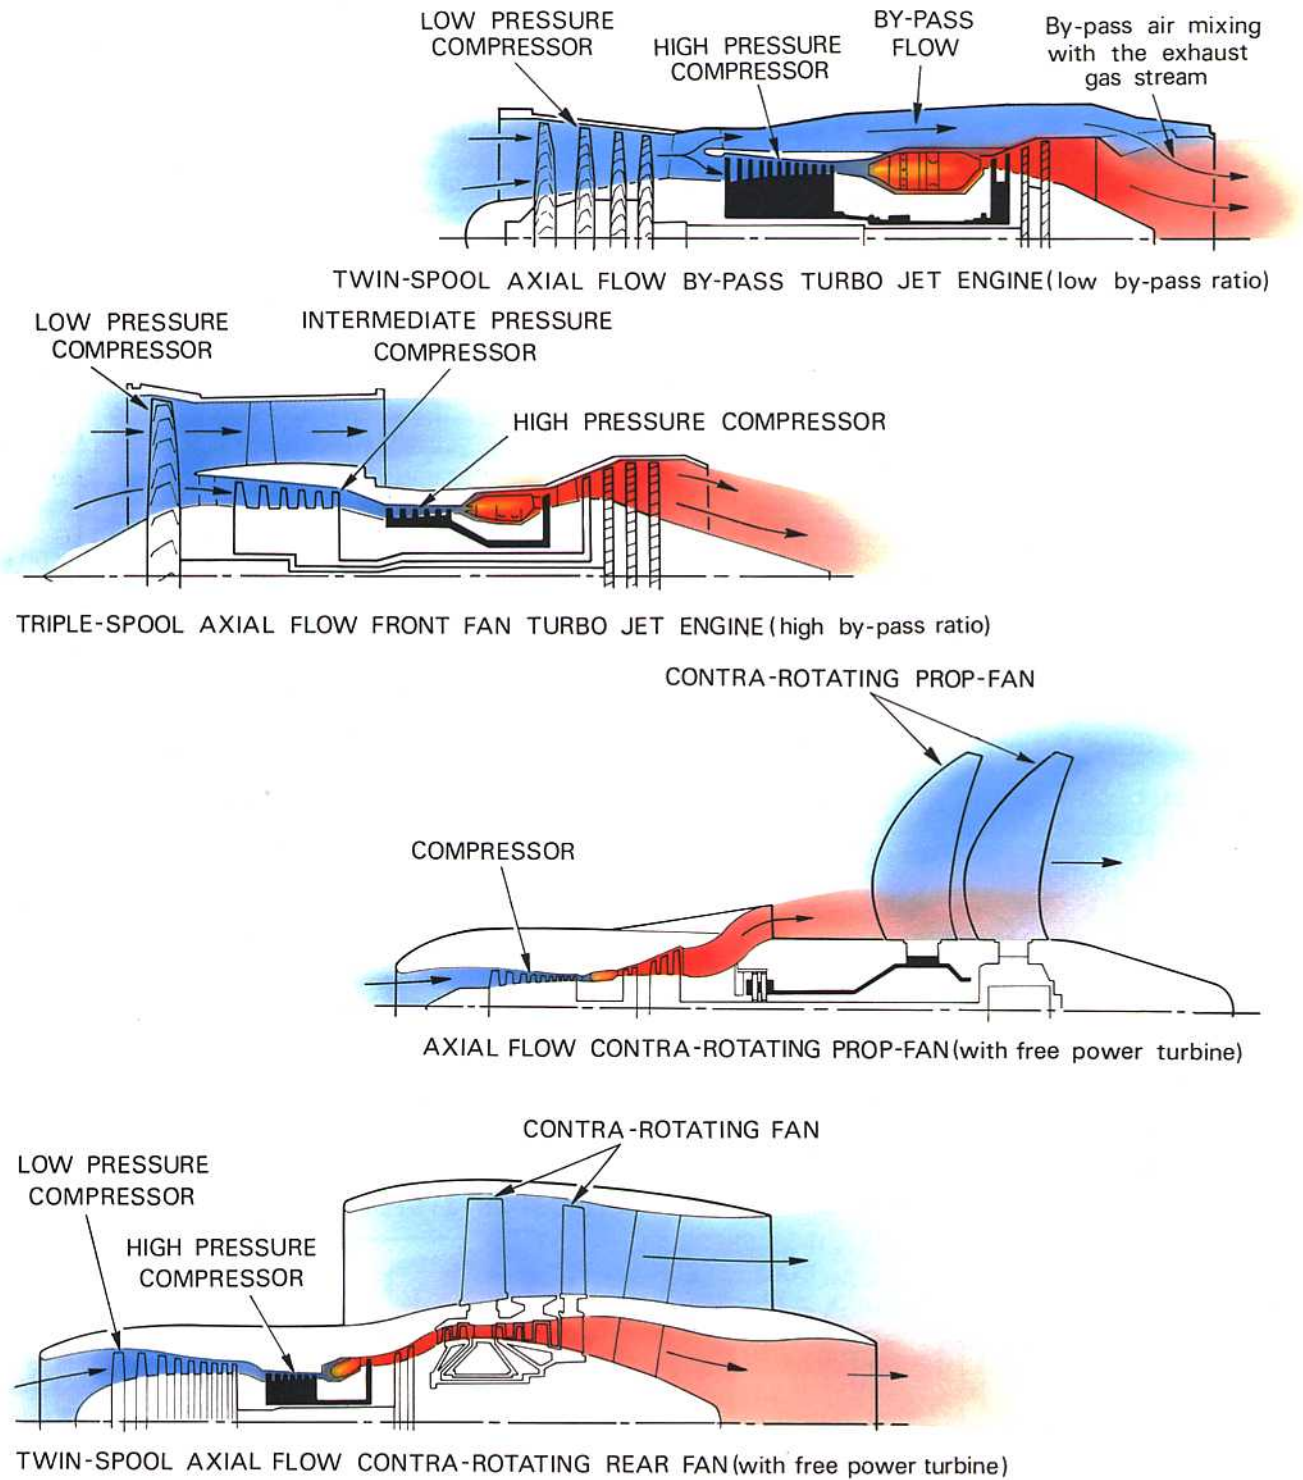 LOW PRESSURE
COMPRESSOR
HIGH PRESSURE
COMPRESSOR
BY-PASS
FLOW
By-pass air mixing
with the exhaust
gas stream
TWIN-SPOOL AXIAL FLOW BY-PASS TURBO JET ENGINE (low by-pass ratio)
LOW PRESSURE
COMPRESSOR
INTERMEDIATE PRESSURE
COMPRESSOR
HIGH PRESSURE COMPRESSOR
TRIPLE-SPOOL AXIAL FLOW FRONT FAN TURBO JET ENGINE (high by-pass ratio)
CONTRA-ROTATING PROP-FAN
COMPRESSOR
AXIAL FLOW CONTRA-ROTATING PROP-FAN (with free power turbine)
CONTRA-ROTATING FAN
LOW PRESSURE
COMPRESSOR
HIGH PRESSURE
COMPRESSOR
TWIN-SPOOL AXIAL FLOW CONTRA-ROTATING REAR FAN (with free power turbine)